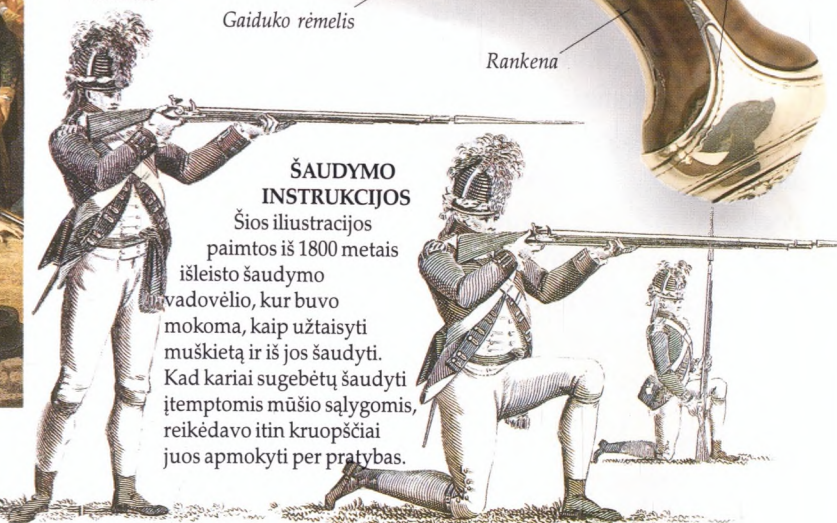 Gaiduko rėmelis
Rankena
ŠAUDYMO
INSTRUKCIJOS
Šios iliustracijos
paimtos iš 1800 metais
išleisto šaudymo
vadovėlio, kur buvo
mokoma, kaip užtaisyti
muškietą ir iš jos šaudyti.
Kad kariai sugebėtų šaudyti
įtemptomis mūšio sąlygomis,
reikėdavo itin kruopščiai
juos apmokyti per pratybas.